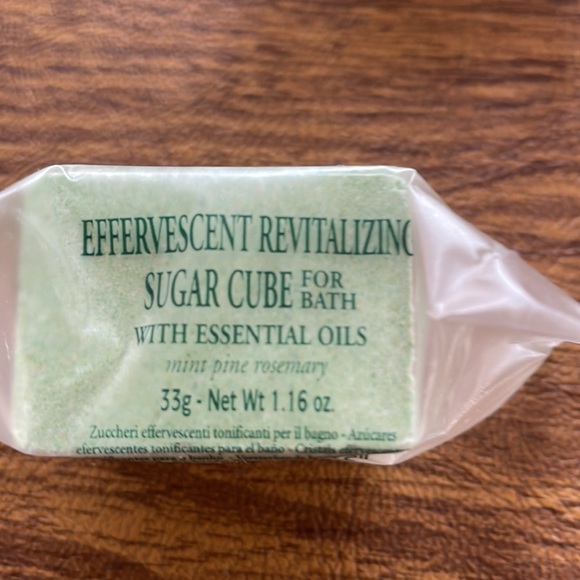 EFFERVESCENT REVITALIZING
SUGAR CUBE FOR BATH
WITH ESSENTIAL OILS
mint pine rosemary
33g - Net Wt 1.16 oz.
Zuccheri effervescenti tonificanti per il bagno - Azúcares
efervescentes tonificantes para el baño - Cristais